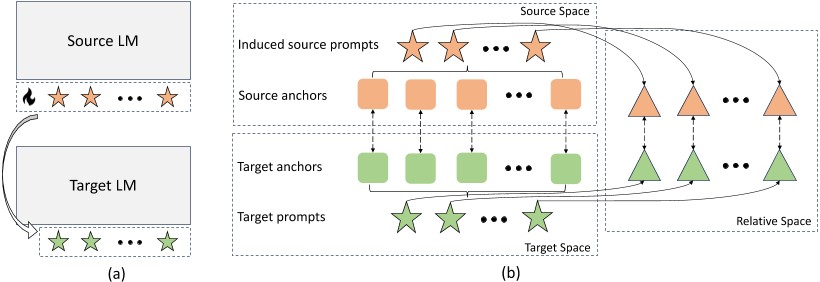 Source LM
Target LM
(a)
Source Space
Induced source prompts
Source anchors
Target anchors
Target prompts
Target Space
Relative Space
(b)